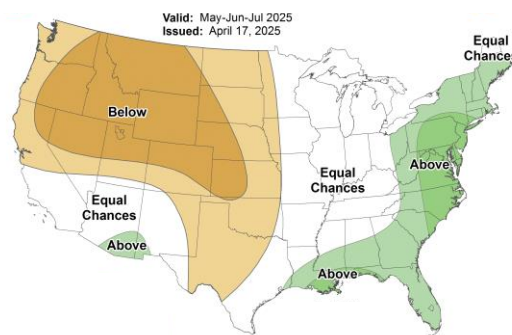 Valid: May-Jun-Jul 2025
Issued: April 17, 2025
Equal
Chances
Below
Above
Equal
Chances
Equal
Chances
Above
Above